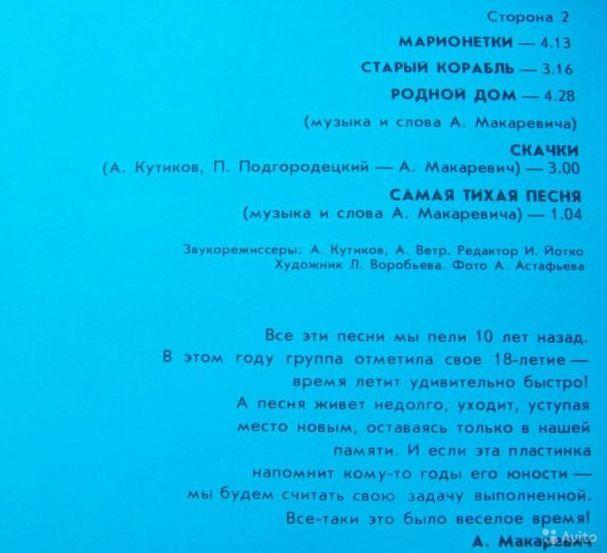 Сторона 2
МАРИОНЕТКИ — 4.13
СТАРЫЙ КОРАБЛЬ — 3.16
РОДНОЙ ДОМ — 4.28
(музыка и слова А. Макаревича)
СКАЧКИ
(А. Кутиков, П. Подгородецкий — А. Макаревич) — 3.00
САМАЯ ТИХАЯ ПЕСНЯ
(музыка и слова А. Макаревича) — 1.04
Звукорежиссеры: А. Кутиков, А. Ветр. Редактор И. Йотко
Художник Л. Воробьева. Фото А. Астафьева
Все эти песни мы пели 10 лет назад.
В этом году группа отметила свое 18-летие —
время летит удивительно быстро!
А песня живет недолго, уходит, уступая
место новым, оставаясь только в нашей
памяти. И если эта пластинка
напомнит кому-то годы его юности —
мы будем считать свою задачу выполненной.
Все-таки это было веселое время!
А. Макаревич
Avito